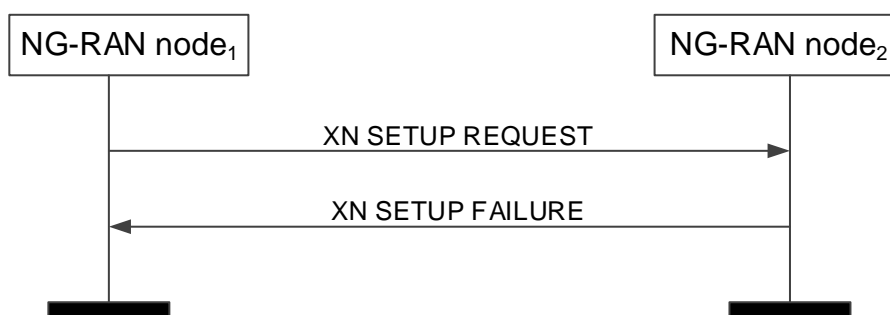 NG-RAN node₁
NG-RAN node₂
XN SETUP REQUEST
XN SETUP FAILURE